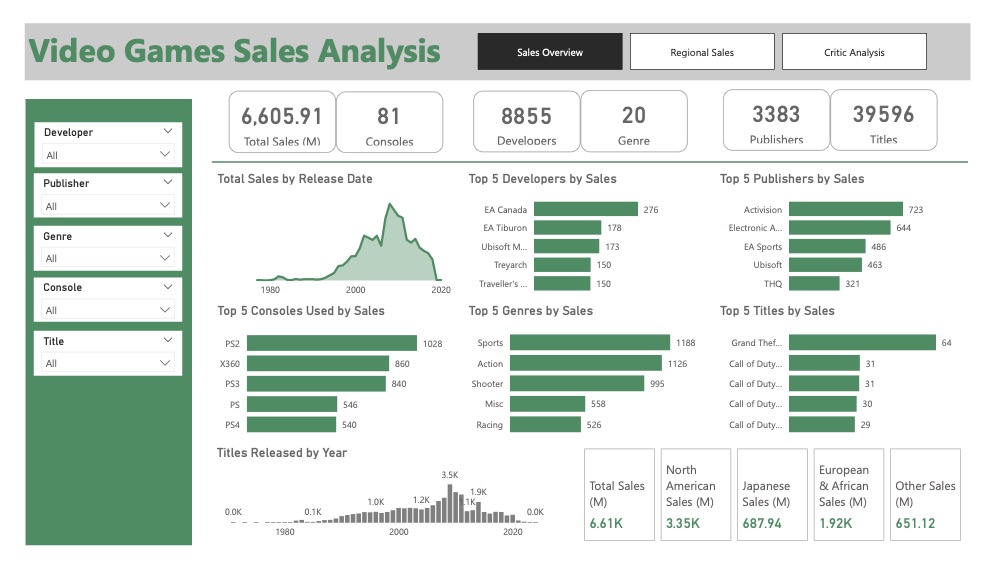 Video Games Sales Analysis
Sales Overview
Regional Sales
Critic Analysis
Developer
All
Publisher
All
Genre
All
Console
All
Title
All
6,605.91
Total Sales (M)
81
Consoles
8855
Developers
20
Genre
3383
Publishers
39596
Titles
Total Sales by Release Date
1980 2000 2020
Top 5 Developers by Sales
EA Canada 276
EA Tiburon 178
Ubisoft M... 173
Treyarch 150
Traveller's ... 150
Top 5 Publishers by Sales
Activision 723
Electronic A... 644
EA Sports 486
Ubisoft 463
THQ 321
Top 5 Consoles Used by Sales
PS2 1028
X360 860
PS3 840
PS 546
PS4 540
Top 5 Genres by Sales
Sports 1188
Action 1126
Shooter 995
Misc 558
Racing 526
Top 5 Titles by Sales
Grand Thef... 64
Call of Duty... 31
Call of Duty... 31
Call of Duty... 30
Call of Duty... 29
Titles Released by Year
0.0K 0.1K 1.0K 1.2K 3.5K 1.9K 0.0K
1980 2000 2020
Total Sales
(M)
6.61K
North
American
Sales (M)
3.35K
Japanese
Sales (M)
687.94
European
& African
Sales (M)
1.92K
Other Sales
(M)
651.12